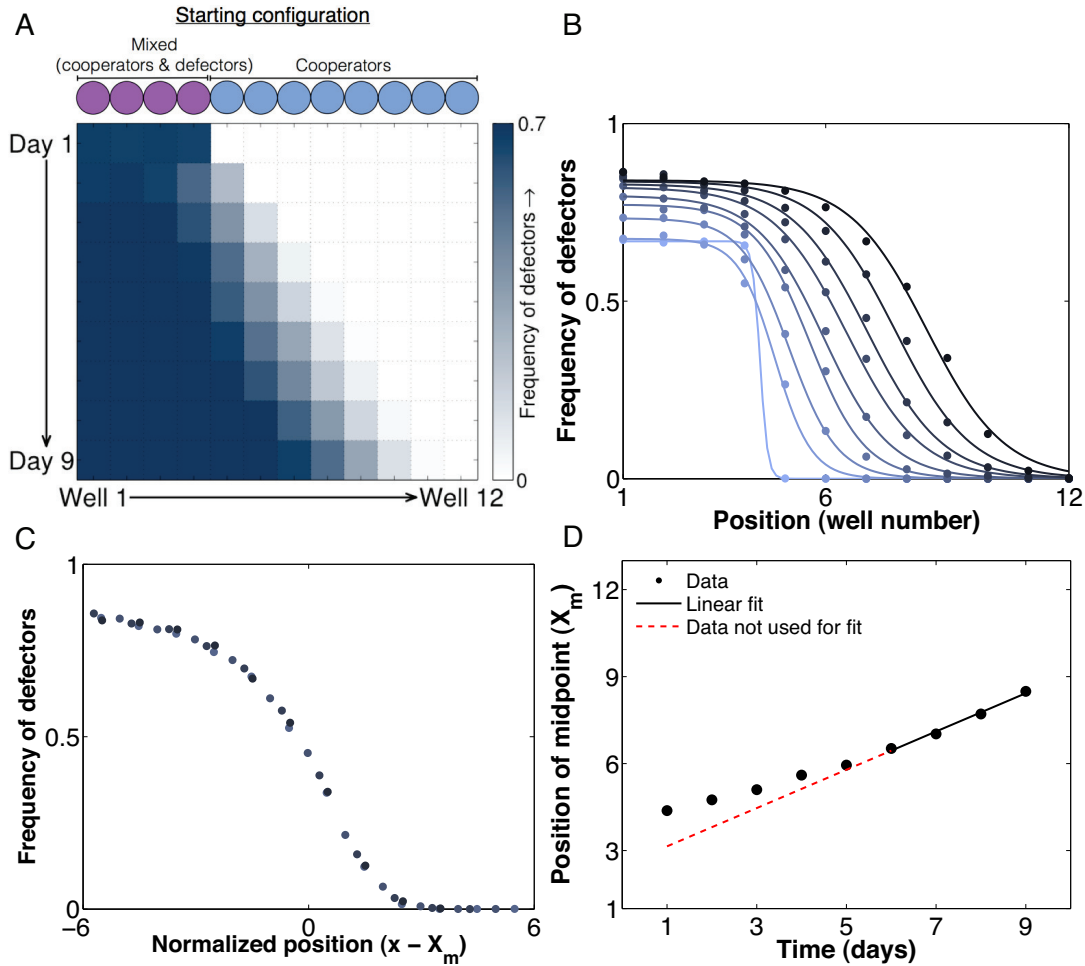 A
Starting configuration
Mixed
(cooperators & defectors)
Cooperators
Day 1
Day 9
Well 1
Well 12
0.7
Frequency of defectors →
0
B
Frequency of defectors
1
0.5
0
1
6
12
Position (well number)
C
Frequency of defectors
1
0.5
0
−6
0
6
Normalized position (x − Xm)
D
Data
Linear fit
Data not used for fit
Position of midpoint (Xm)
12
9
6
3
1
1
3
5
7
9
Time (days)